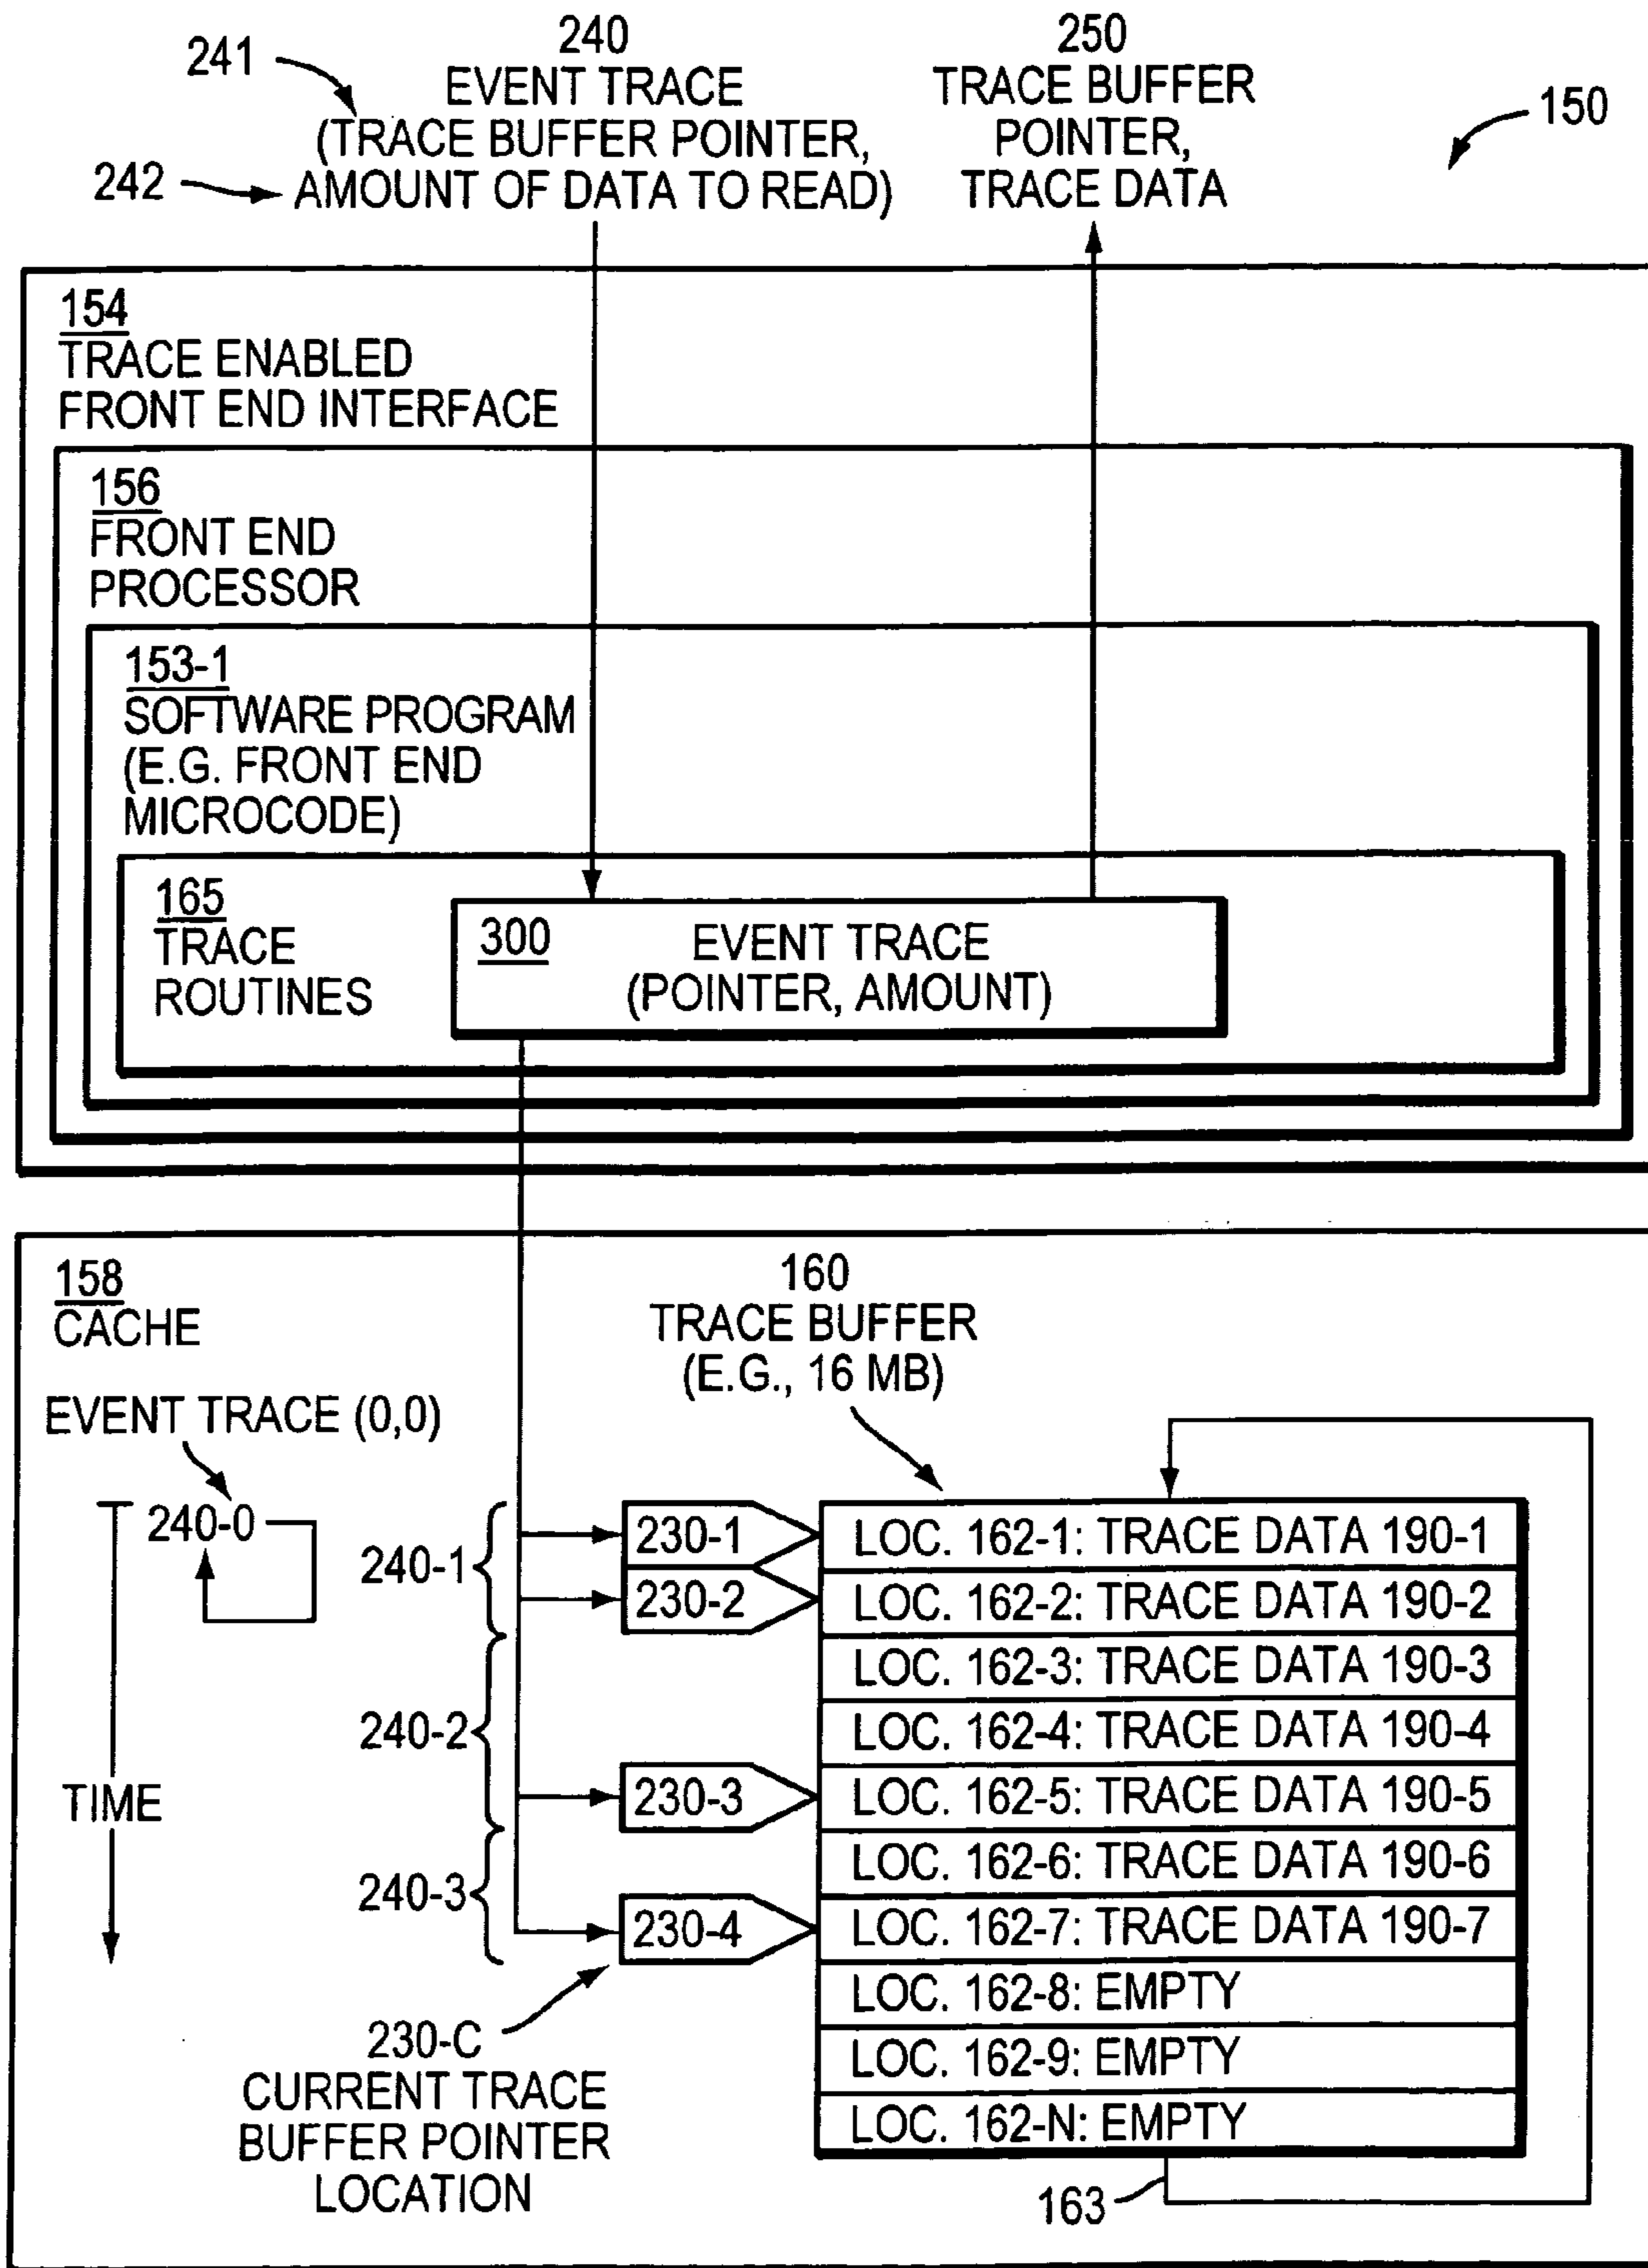 241
240
EVENT TRACE
(TRACE BUFFER POINTER,
242
AMOUNT OF DATA TO READ)
250
TRACE BUFFER
POINTER,
TRACE DATA
150
154
TRACE ENABLED
FRONT END INTERFACE
156
FRONT END
PROCESSOR
153-1
SOFTWARE PROGRAM
(E.G. FRONT END
MICROCODE)
165
TRACE
ROUTINES
300
EVENT TRACE
(POINTER, AMOUNT)
158
CACHE
160
TRACE BUFFER
(E.G., 16 MB)
EVENT TRACE (0,0)
240-0
TIME
240-1
240-2
240-3
230-1
230-2
230-3
230-4
230-C
CURRENT TRACE
BUFFER POINTER
LOCATION
LOC. 162-1: TRACE DATA 190-1
LOC. 162-2: TRACE DATA 190-2
LOC. 162-3: TRACE DATA 190-3
LOC. 162-4: TRACE DATA 190-4
LOC. 162-5: TRACE DATA 190-5
LOC. 162-6: TRACE DATA 190-6
LOC. 162-7: TRACE DATA 190-7
LOC. 162-8: EMPTY
LOC. 162-9: EMPTY
LOC. 162-N: EMPTY
163